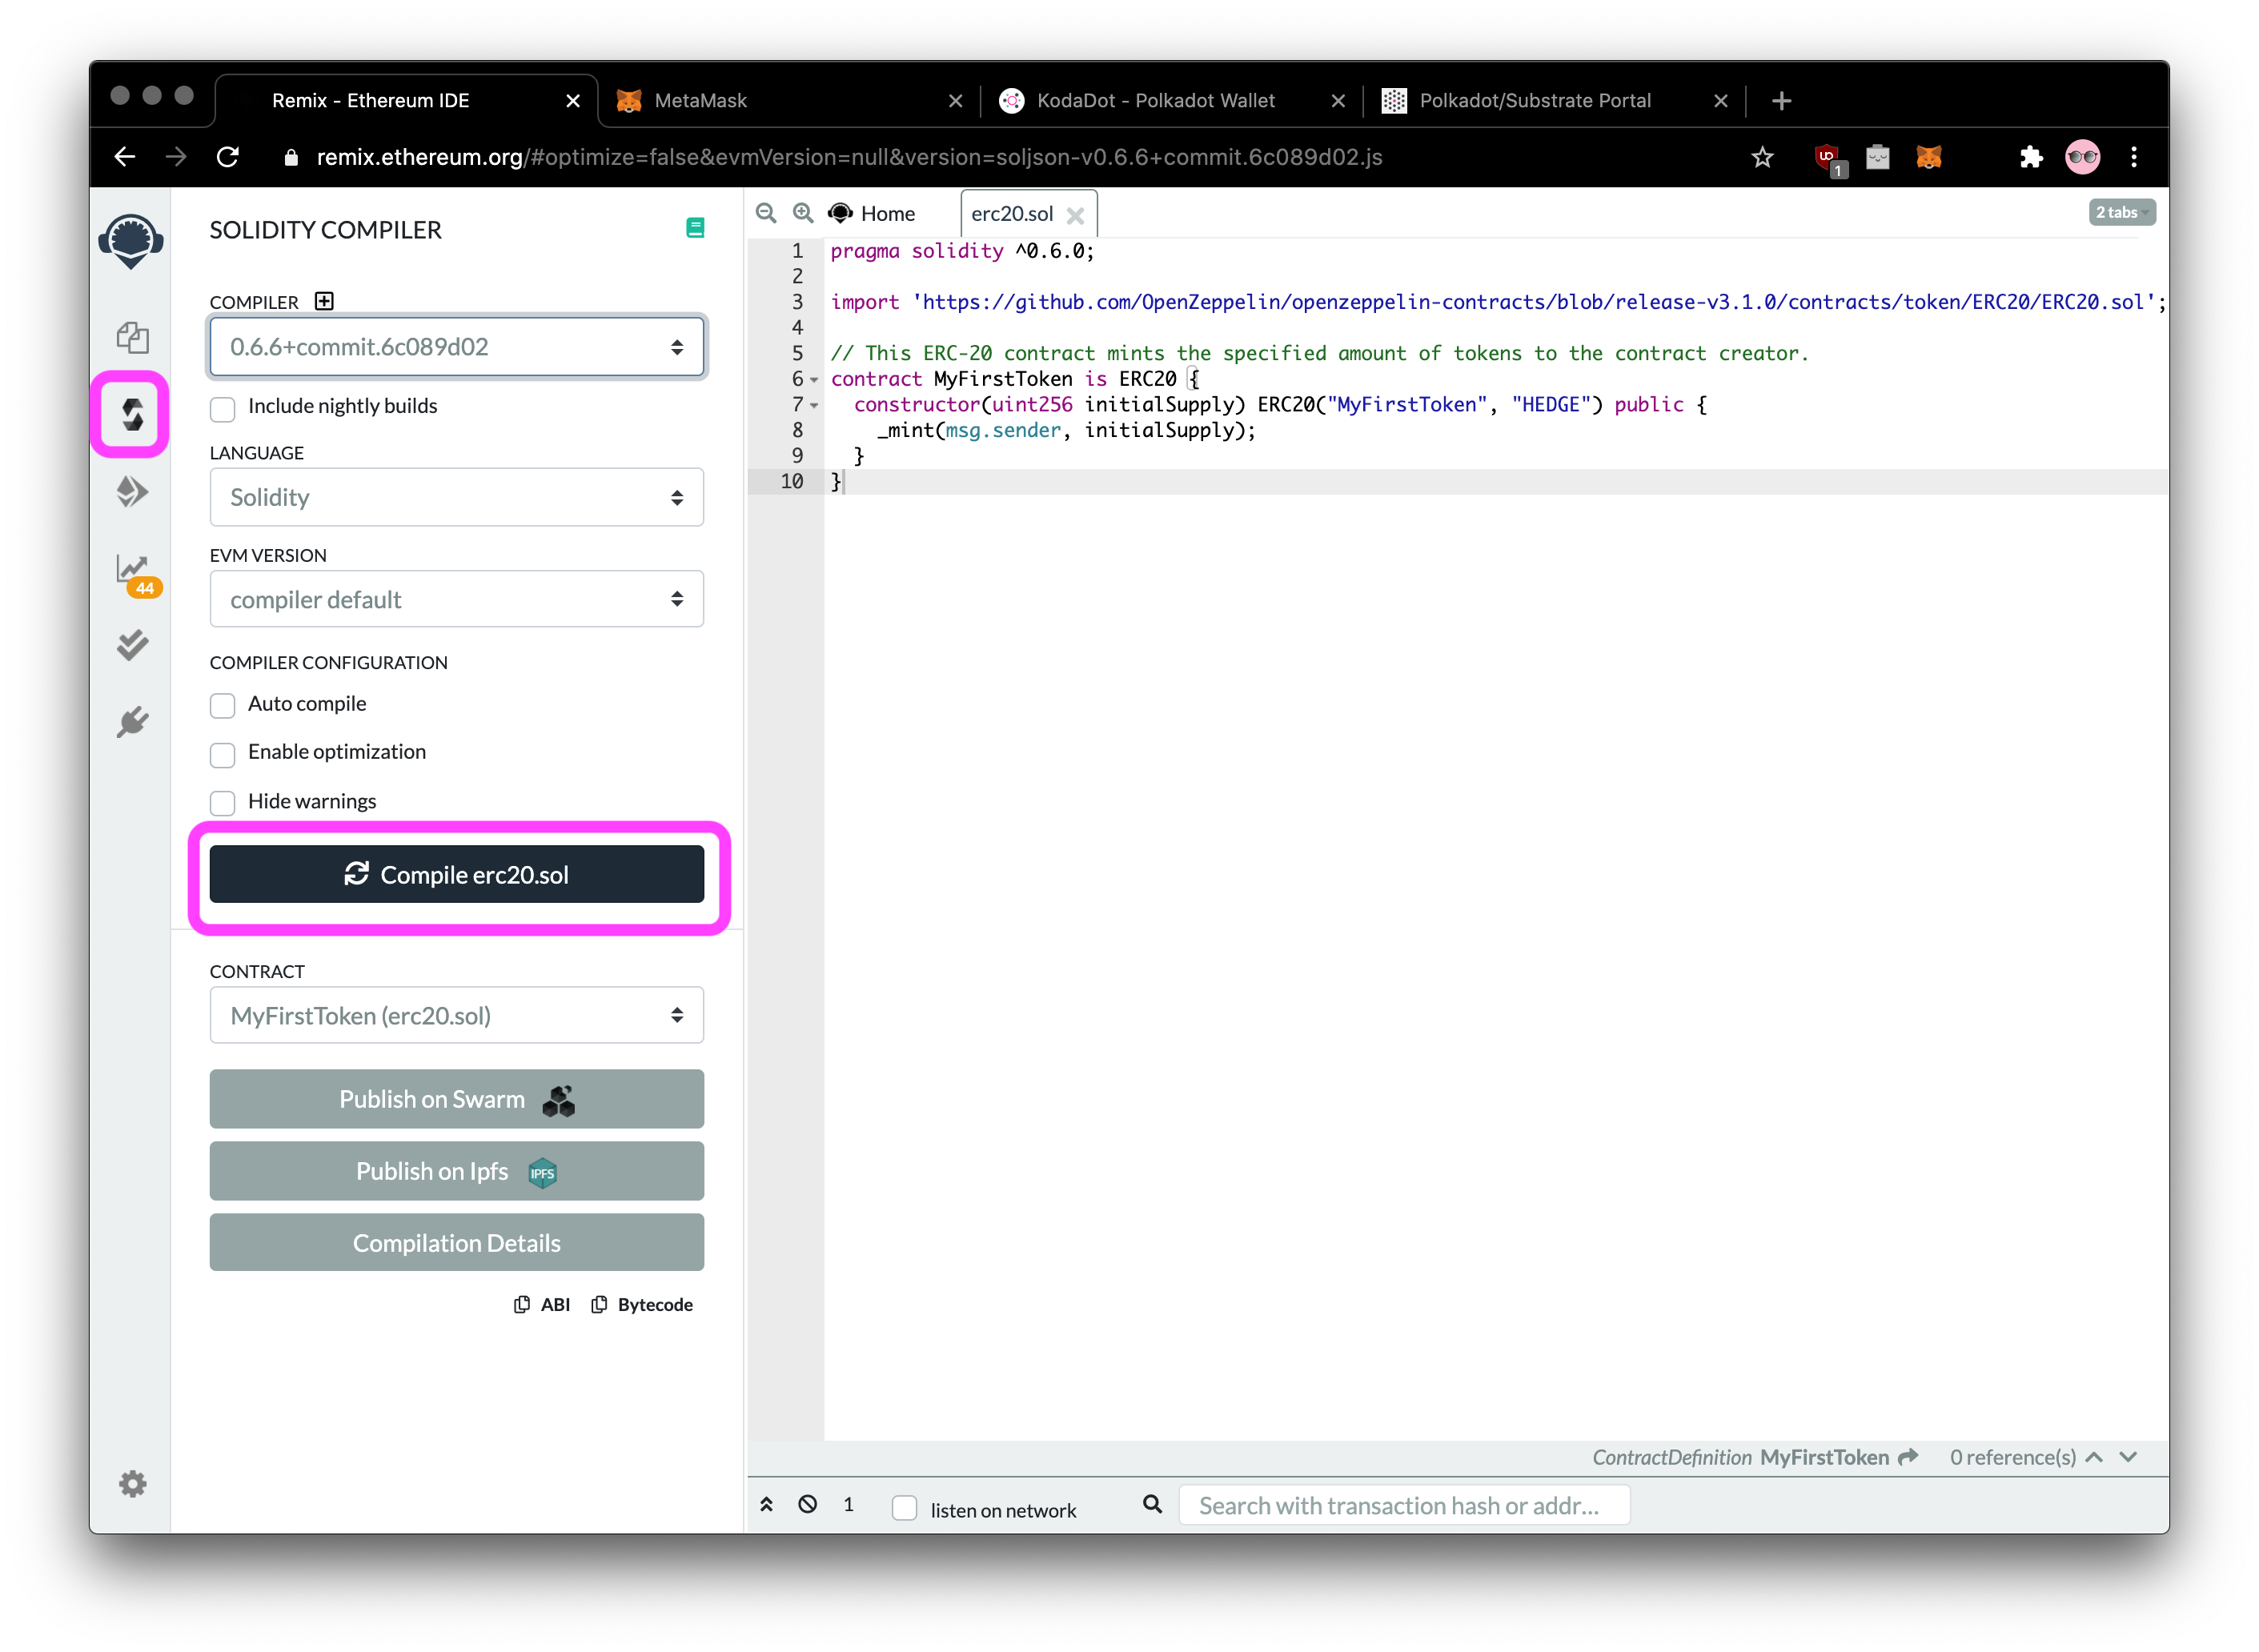 Remix - Ethereum IDE
MetaMask
KodaDot - Polkadot Wallet
Polkadot/Substrate Portal
remix.ethereum.org/#optimize=false&evmVersion=null&version=soljson-v0.6.6+commit.6c089d02.js
1
SOLIDITY COMPILER
COMPILER
0.6.6+commit.6c089d02
Include nightly builds
LANGUAGE
Solidity
EVM VERSION
compiler default
44
COMPILER CONFIGURATION
Auto compile
Enable optimization
Hide warnings
Compile erc20.sol
CONTRACT
MyFirstToken (erc20.sol)
Publish on Swarm
Publish on Ipfs IPFS
Compilation Details
ABI Bytecode
Home
erc20.sol
2 tabs
1 pragma solidity ^0.6.0;
2
3 import 'https://github.com/OpenZeppelin/openzeppelin-contracts/blob/release-v3.1.0/contracts/token/ERC20/ERC20.sol';
4
5 // This ERC-20 contract mints the specified amount of tokens to the contract creator.
6 contract MyFirstToken is ERC20 {
7 constructor(uint256 initialSupply) ERC20("MyFirstToken", "HEDGE") public {
8 _mint(msg.sender, initialSupply);
9 }
10 }
ContractDefinition MyFirstToken 0 reference(s)
1 listen on network Search with transaction hash or addr...